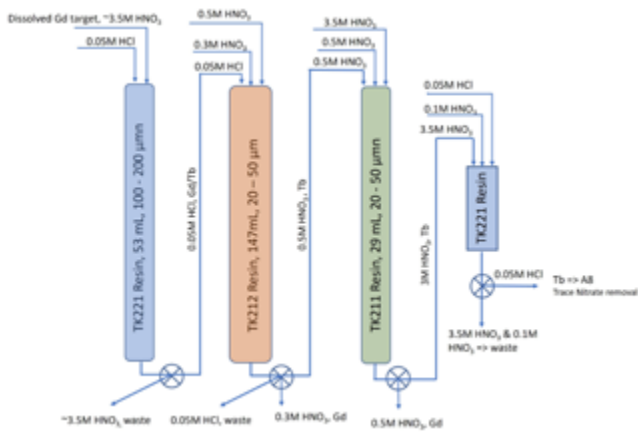 Dissolved Gd target, ~3.5M HNO3
0.05M HCl
TK221 Resin, 53 mL, 100 - 200 µmn
~3.5M HNO3, waste
0.05M HCl, Gd/Tb
0.5M HNO3
0.3M HNO3
0.05M HCl
TK212 Resin, 147mL, 20 – 50 µm
0.05M HCl, waste
0.3M HNO3, Gd
0.5M HNO3, Tb
3.5M HNO3
0.5M HNO3
0.5M HNO3
TK211 Resin, 29 mL, 20 - 50 µmn
0.5M HNO3, Gd
3M HNO3, Tb
0.05M HCl
0.1M HNO3
3.5M HNO3
TK221 Resin
0.05M HCl
Tb => AB
Trace Nitrate removal
3.5M HNO3 & 0.1M
HNO3 => waste